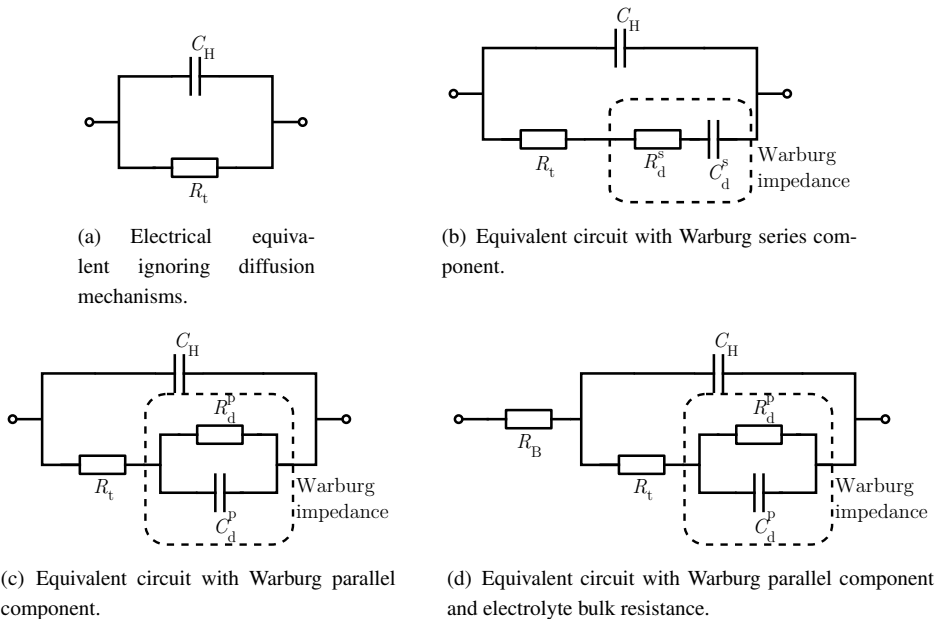 C_H
R_t
(a) Electrical equiva-
lent ignoring diffusion
mechanisms.
C_H
R_t
R_d^s
C_d^s
Warburg
impedance
(b) Equivalent circuit with Warburg series com-
ponent.
C_H
R_d^p
R_t
C_d^p
Warburg
impedance
(c) Equivalent circuit with Warburg parallel
component.
C_H
R_d^p
R_B
R_t
C_d^p
Warburg
impedance
(d) Equivalent circuit with Warburg parallel component
and electrolyte bulk resistance.